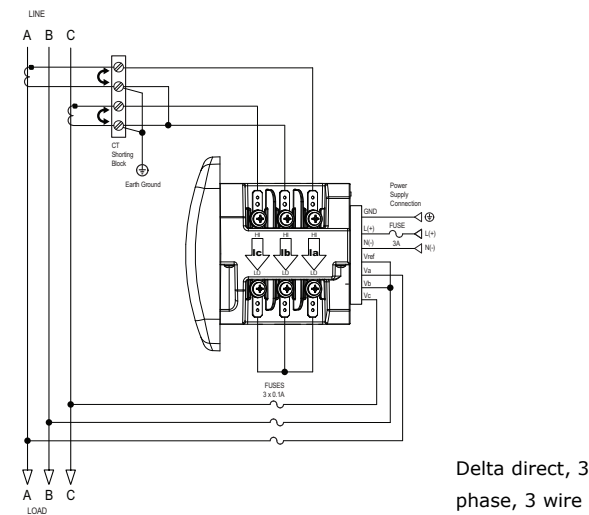 LINE
A B C
CT
Shorting
Block
Earth Ground
Power
Supply
Connection
GND
FUSE
L(+)
L(+)
N(-)
3A
N(-)
Vref
Va
Vb
Vc
HI HI HI
Ic Ib Ia
LO LO LO
FUSES
3 x 0.1A
A B C
LOAD
Delta direct, 3
phase, 3 wire